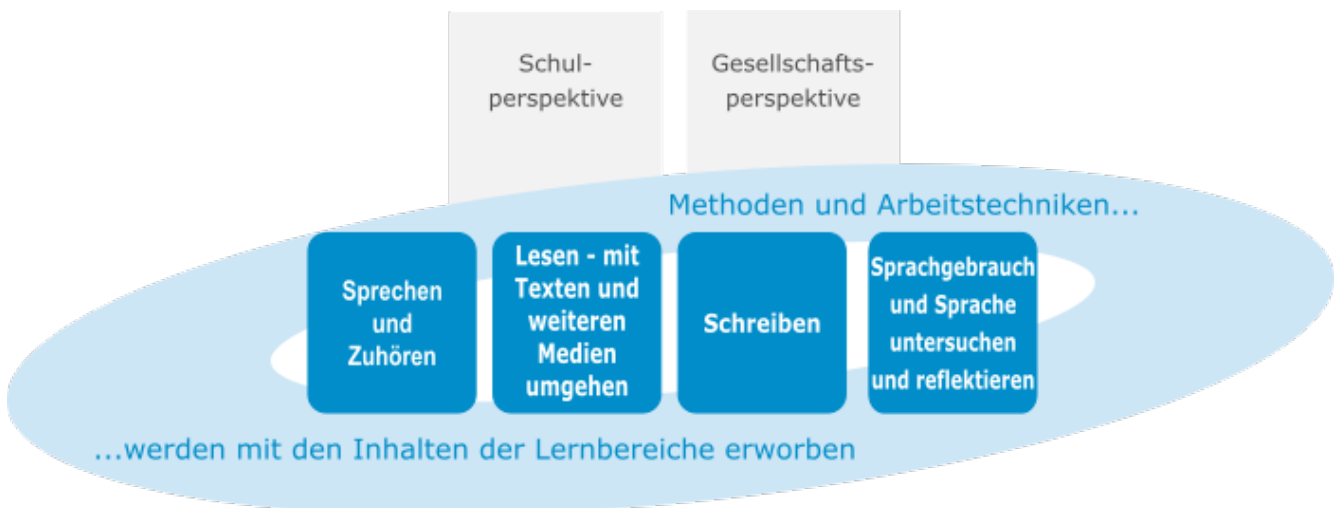 Schul-
perspektive
Gesellschafts-
perspektive
Methoden und Arbeitstechniken...
Sprechen
und
Zuhören
Lesen - mit
Texten und
weiteren
Medien
umgehen
Schreiben
Sprachgebrauch
und Sprache
untersuchen
und reflektieren
...werden mit den Inhalten der Lernbereiche erworben